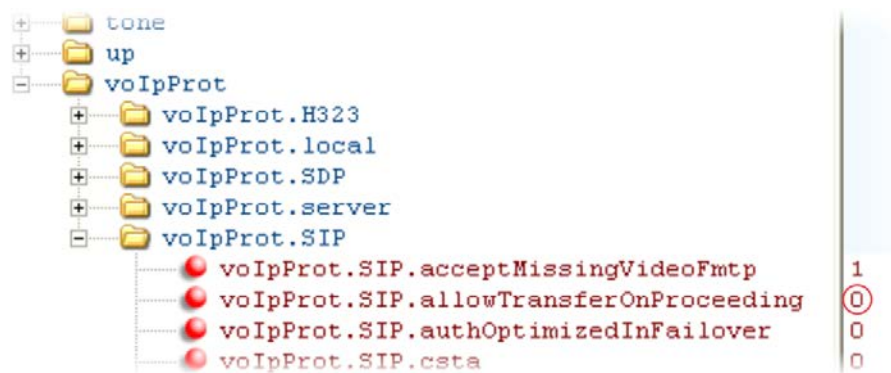 tone
up
voIpProt
voIpProt.H323
voIpProt.local
voIpProt.SDP
voIpProt.server
voIpProt.SIP
voIpProt.SIP.acceptMissingVideoFmtp 1
voIpProt.SIP.allowTransferOnProceeding 0
voIpProt.SIP.authOptimizedInFailover 0
voIpProt.SIP.csta 0